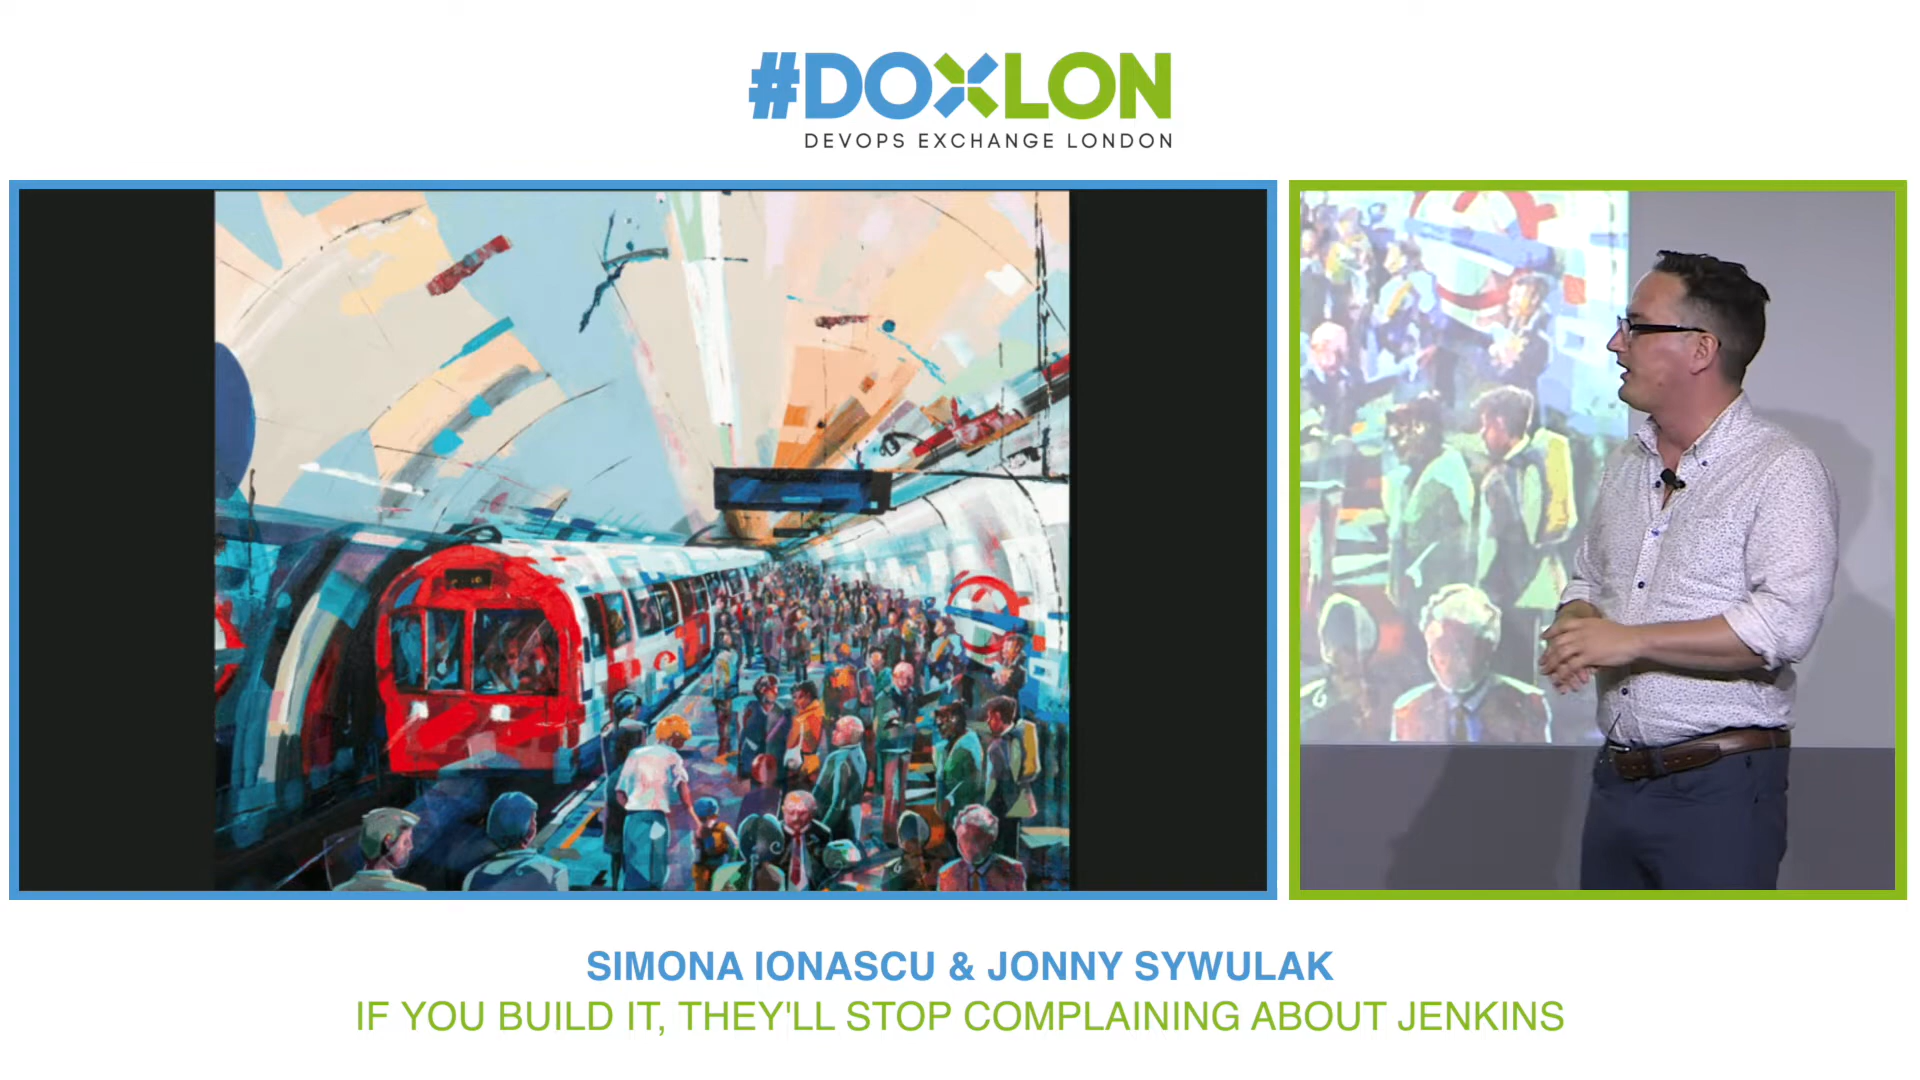 #DOXLON
DEVOPS EXCHANGE LONDON
SIMONA IONASCU & JONNY SYWULAK
IF YOU BUILD IT, THEY'LL STOP COMPLAINING ABOUT JENKINS